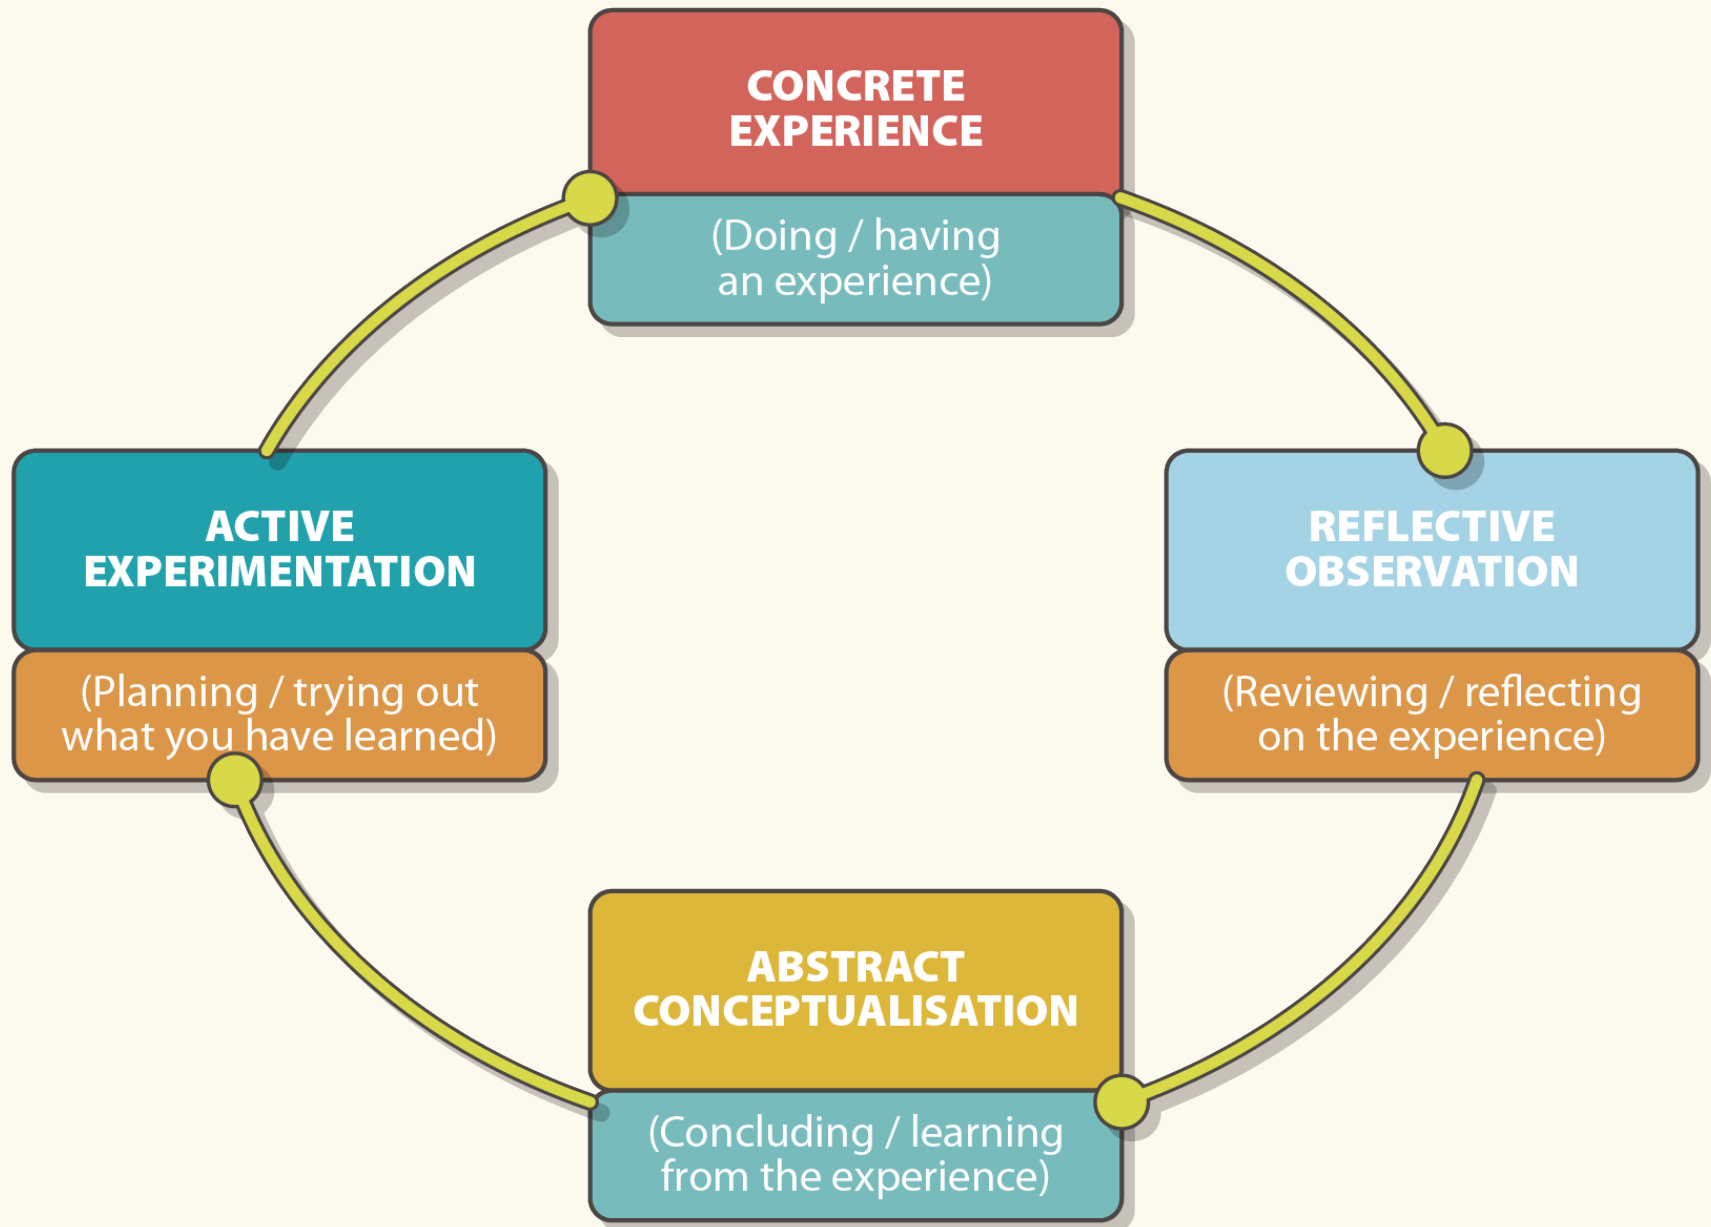 CONCRETE
EXPERIENCE
(Doing / having
an experience)
REFLECTIVE
OBSERVATION
(Reviewing / reflecting
on the experience)
ABSTRACT
CONCEPTUALISATION
(Concluding / learning
from the experience)
ACTIVE
EXPERIMENTATION
(Planning / trying out
what you have learned)